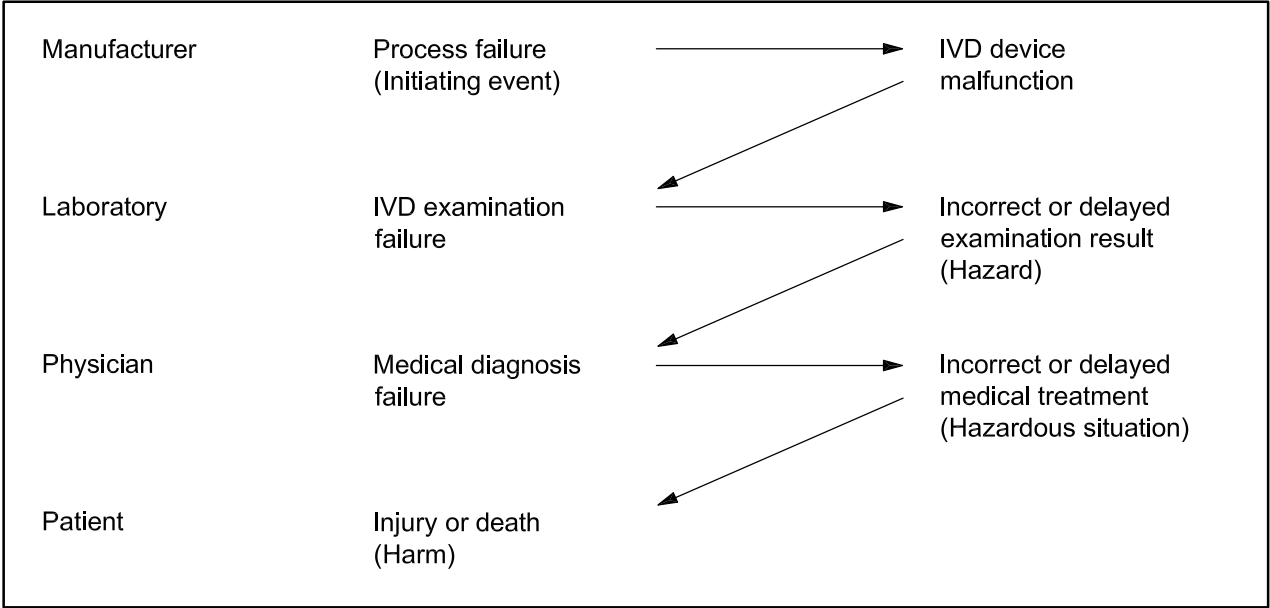 Manufacturer
Process failure
(Initiating event)
IVD device
malfunction
Laboratory
IVD examination
failure
Incorrect or delayed
examination result
(Hazard)
Physician
Medical diagnosis
failure
Incorrect or delayed
medical treatment
(Hazardous situation)
Patient
Injury or death
(Harm)